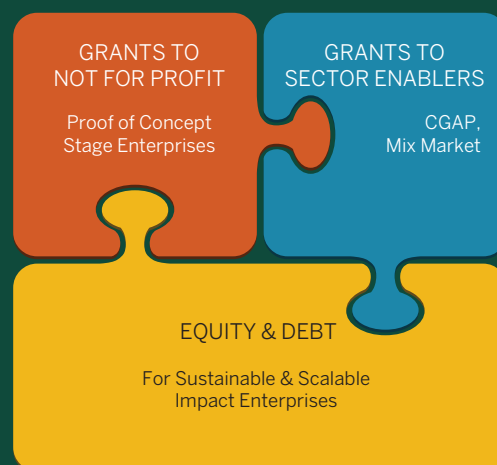 GRANTS TO
NOT FOR PROFIT
Proof of Concept
Stage Enterprises
GRANTS TO
SECTOR ENABLERS
CGAP,
Mix Market
EQUITY & DEBT
For Sustainable & Scalable
Impact Enterprises